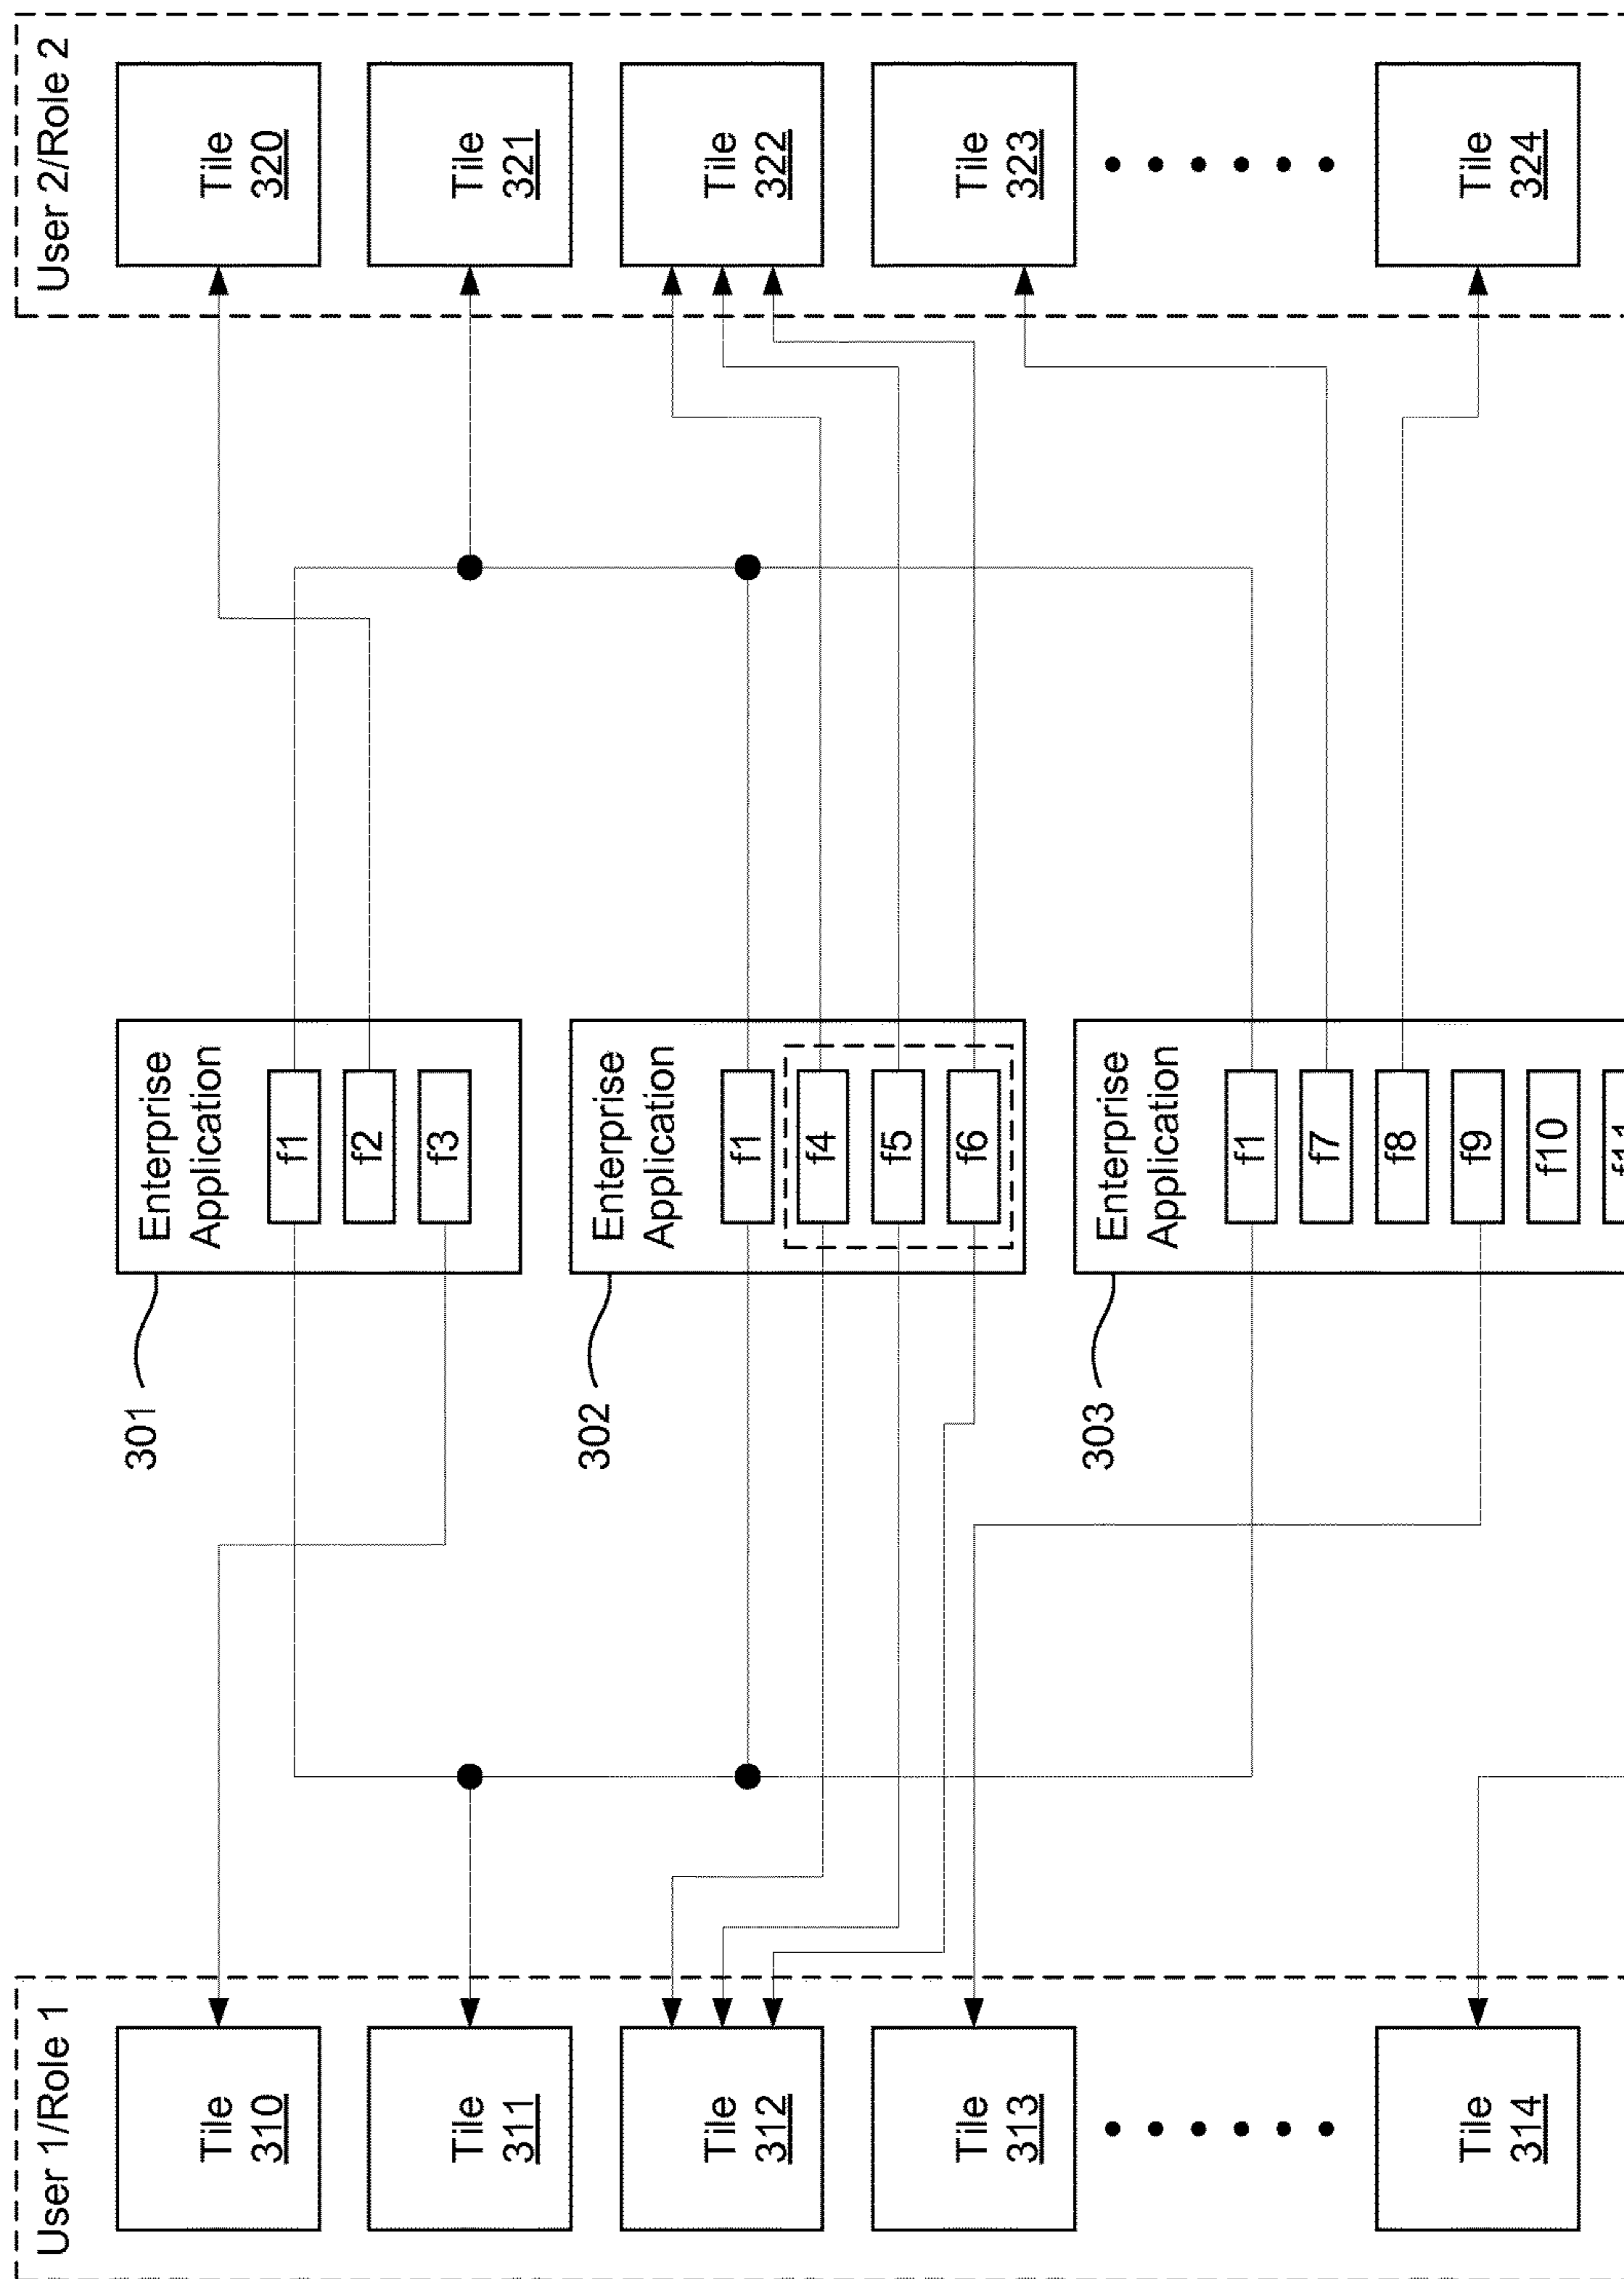 User 1/Role 1
Tile
310
Tile
311
Tile
312
Tile
313
Tile
314
301
Enterprise
Application
f1
f2
f3
302
Enterprise
Application
f1
f4
f5
f6
303
Enterprise
Application
f1
f7
f8
f9
f10
f11
User 2/Role 2
Tile
320
Tile
321
Tile
322
Tile
323
Tile
324